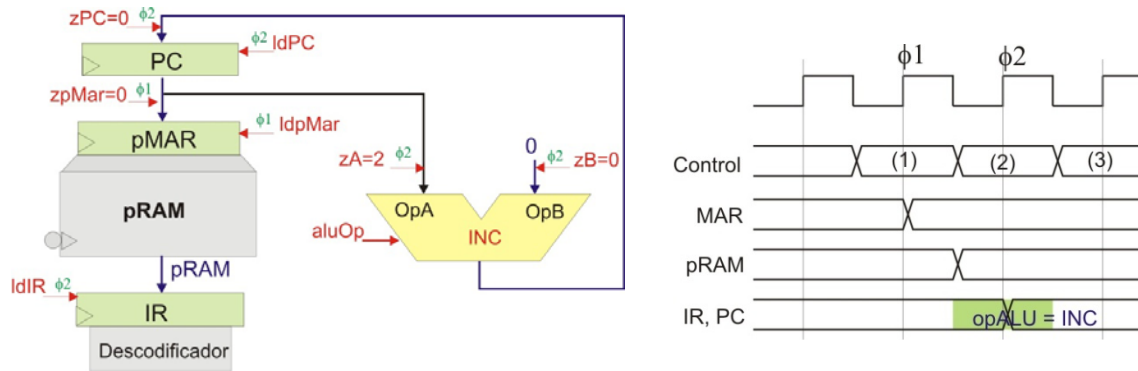 zPC=0 ϕ2
ϕ2 ldPC
PC
zpMar=0 ϕ1
ϕ1 ldpMar
pMAR
zA=2 ϕ2
0
ϕ2 zB=0
pRAM
OpA
OpB
aluOp
INC
pRAM
ldIR ϕ2
IR
Descodificador
ϕ1
ϕ2
Control
(1)
(2)
(3)
MAR
pRAM
IR, PC
opALU = INC